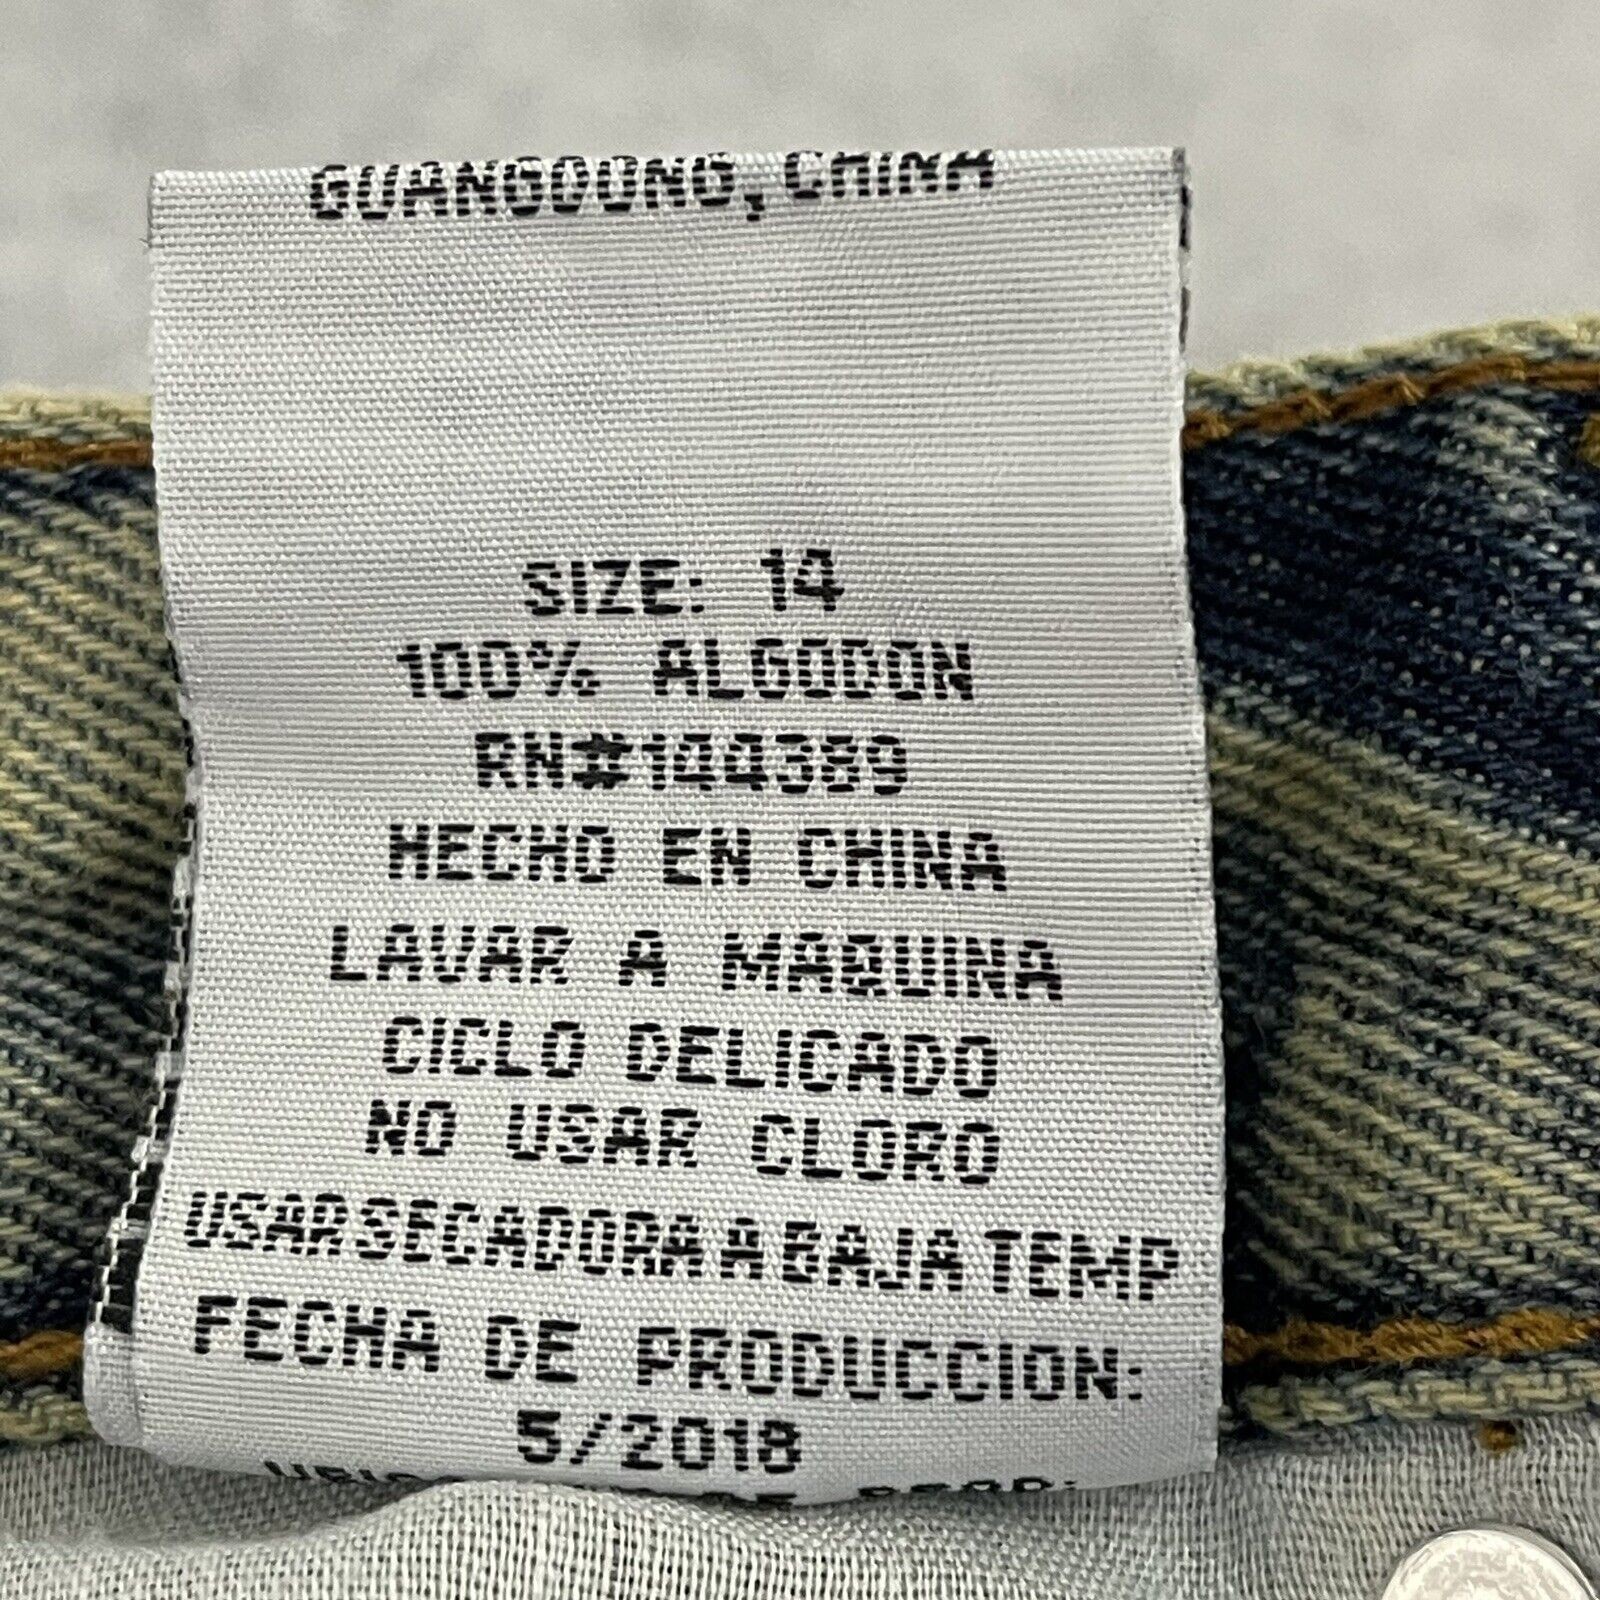 GUANGDONG, CHINA
SIZE: 14
100% ALGODON
RN#144389
HECHO EN CHINA
LAVAR A MAQUINA
CICLO DELICADO
NO USAR CLORO
USAR SECADORA A BAJA TEMP
FECHA DE PRODUCCION:
5/2018